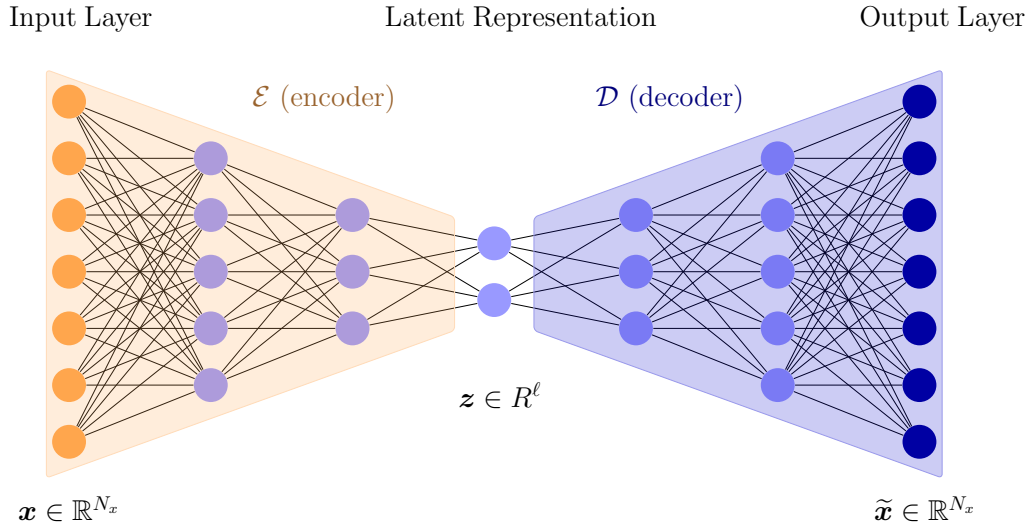 Input Layer Latent Representation Output Layer
ℰ (encoder) 𝒟 (decoder)
𝒛 ∈ R^ℓ
𝒙 ∈ ℝ^{N_x} 𝒙̃ ∈ ℝ^{N_x}